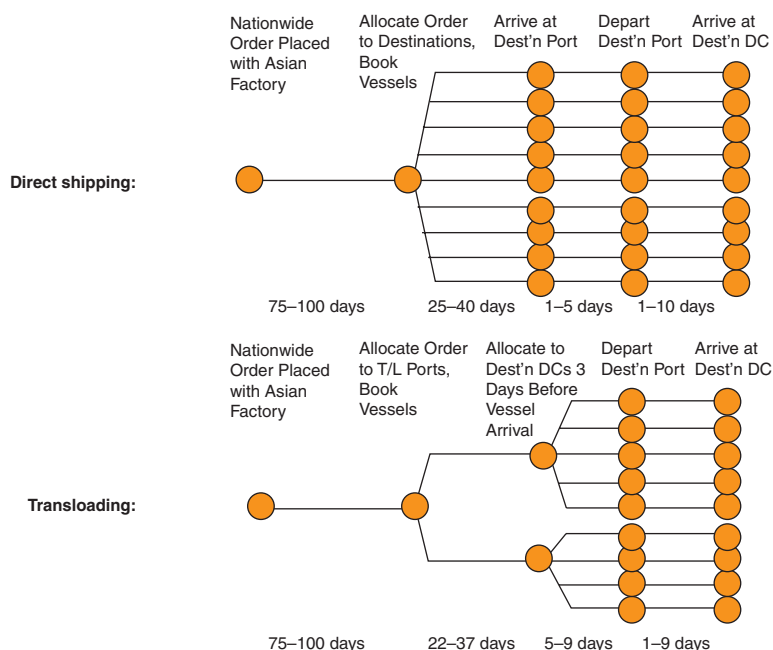 Nationwide
Order Placed
with Asian
Factory
Allocate Order
to Destinations,
Book
Vessels
Arrive at
Dest'n Port
Depart
Dest'n Port
Arrive at
Dest'n DC
Direct shipping:
75–100 days
25–40 days
1–5 days
1–10 days
Nationwide
Order Placed
with Asian
Factory
Allocate Order
to T/L Ports,
Book
Vessels
Allocate to
Dest'n DCs 3
Days Before
Vessel
Arrival
Depart
Dest'n Port
Arrive at
Dest'n DC
Transloading:
75–100 days
22–37 days
5–9 days
1–9 days